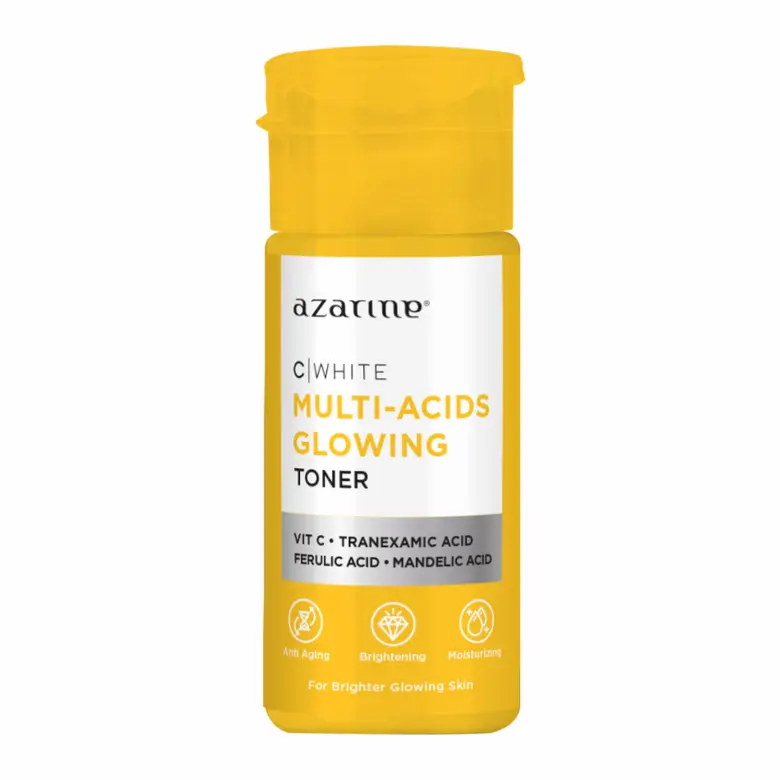 azarine®
C|WHITE
MULTI-ACIDS
GLOWING
TONER
VIT C • TRANEXAMIC ACID
FERULIC ACID • MANDELIC ACID
Anti Aging Brightening Moisturizing
For Brighter Glowing Skin